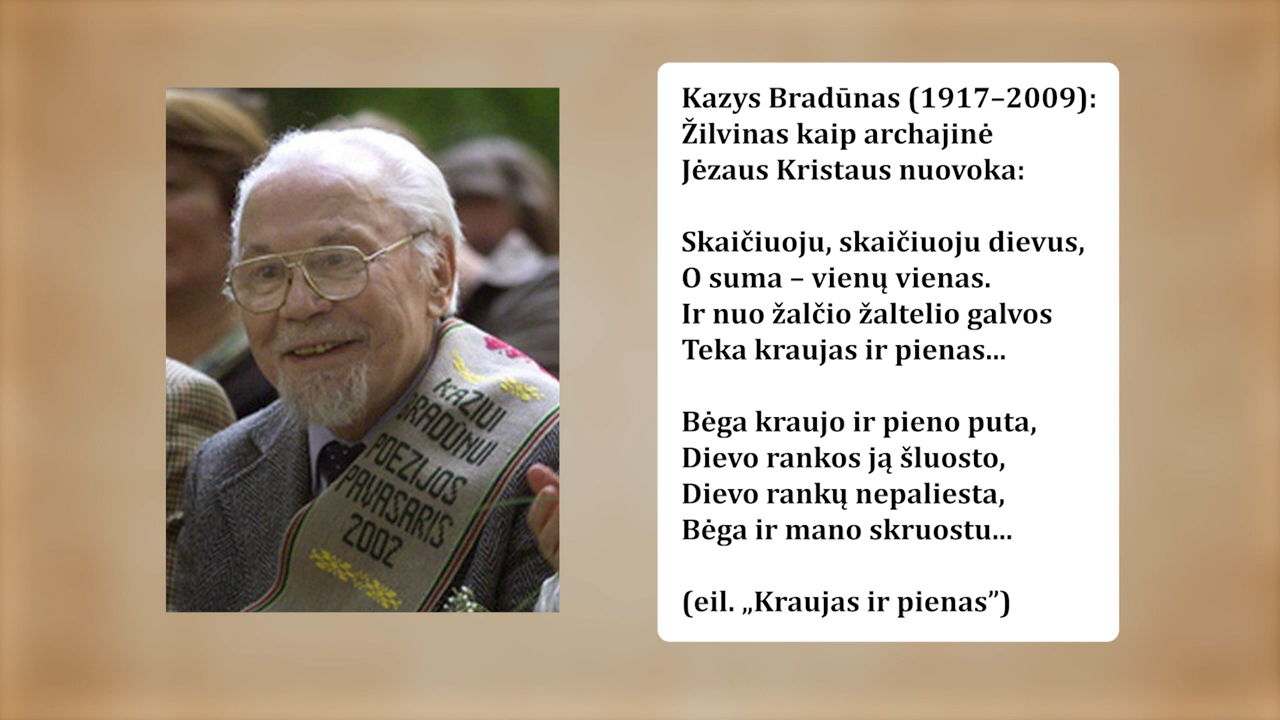 KAZIUI
BRADŪNUI
POEZIJOS
PAVASARIS
2002
Kazys Bradūnas (1917–2009):
Žilvinas kaip archajinė
Jėzaus Kristaus nuovoka:
Skaičiuoju, skaičiuoju dievus,
O suma – vienų vienas.
Ir nuo žalčio žaltelio galvos
Teka kraujas ir pienas...
Bėga kraujo ir pieno puta,
Dievo rankos ją šluosto,
Dievo rankų nepaliesta,
Bėga ir mano skruostu...
(eil. „Kraujas ir pienas”)